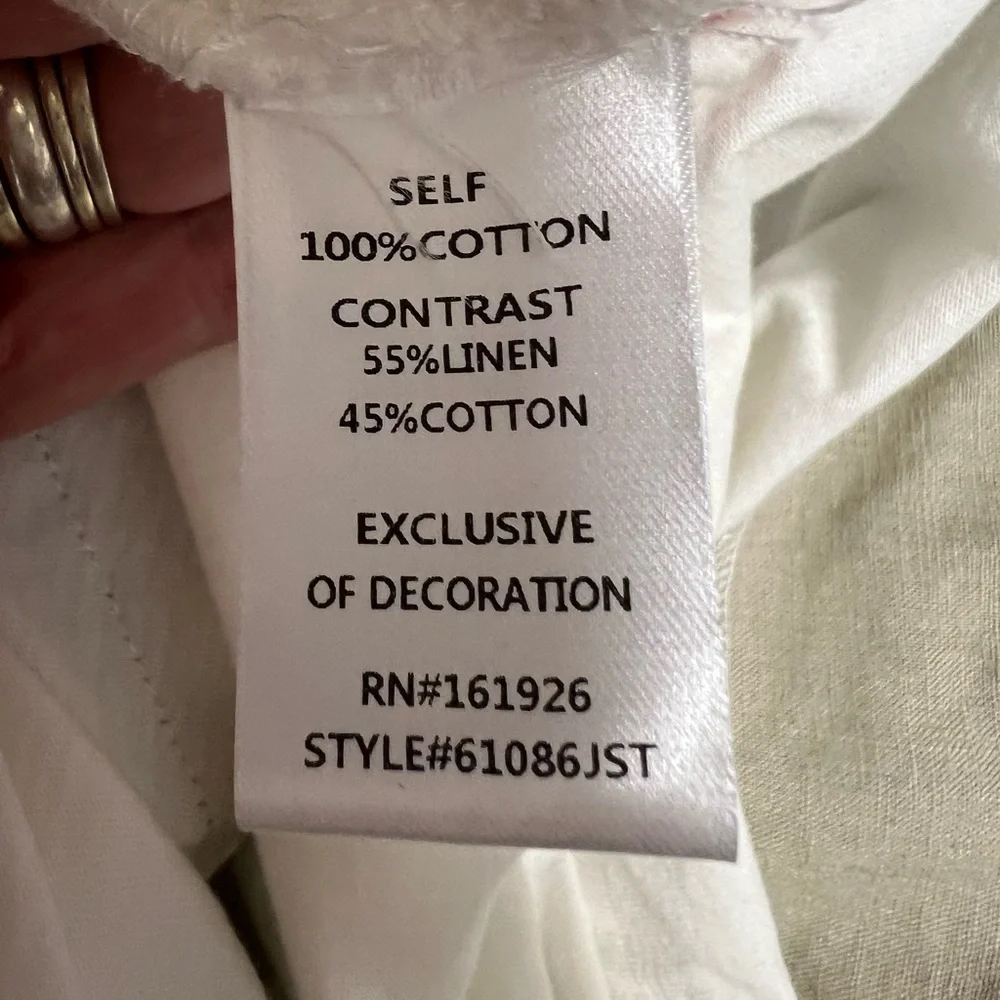 SELF
100%COTTON
CONTRAST
55%LINEN
45%COTTON
EXCLUSIVE
OF DECORATION
RN#161926
STYLE#61086JST